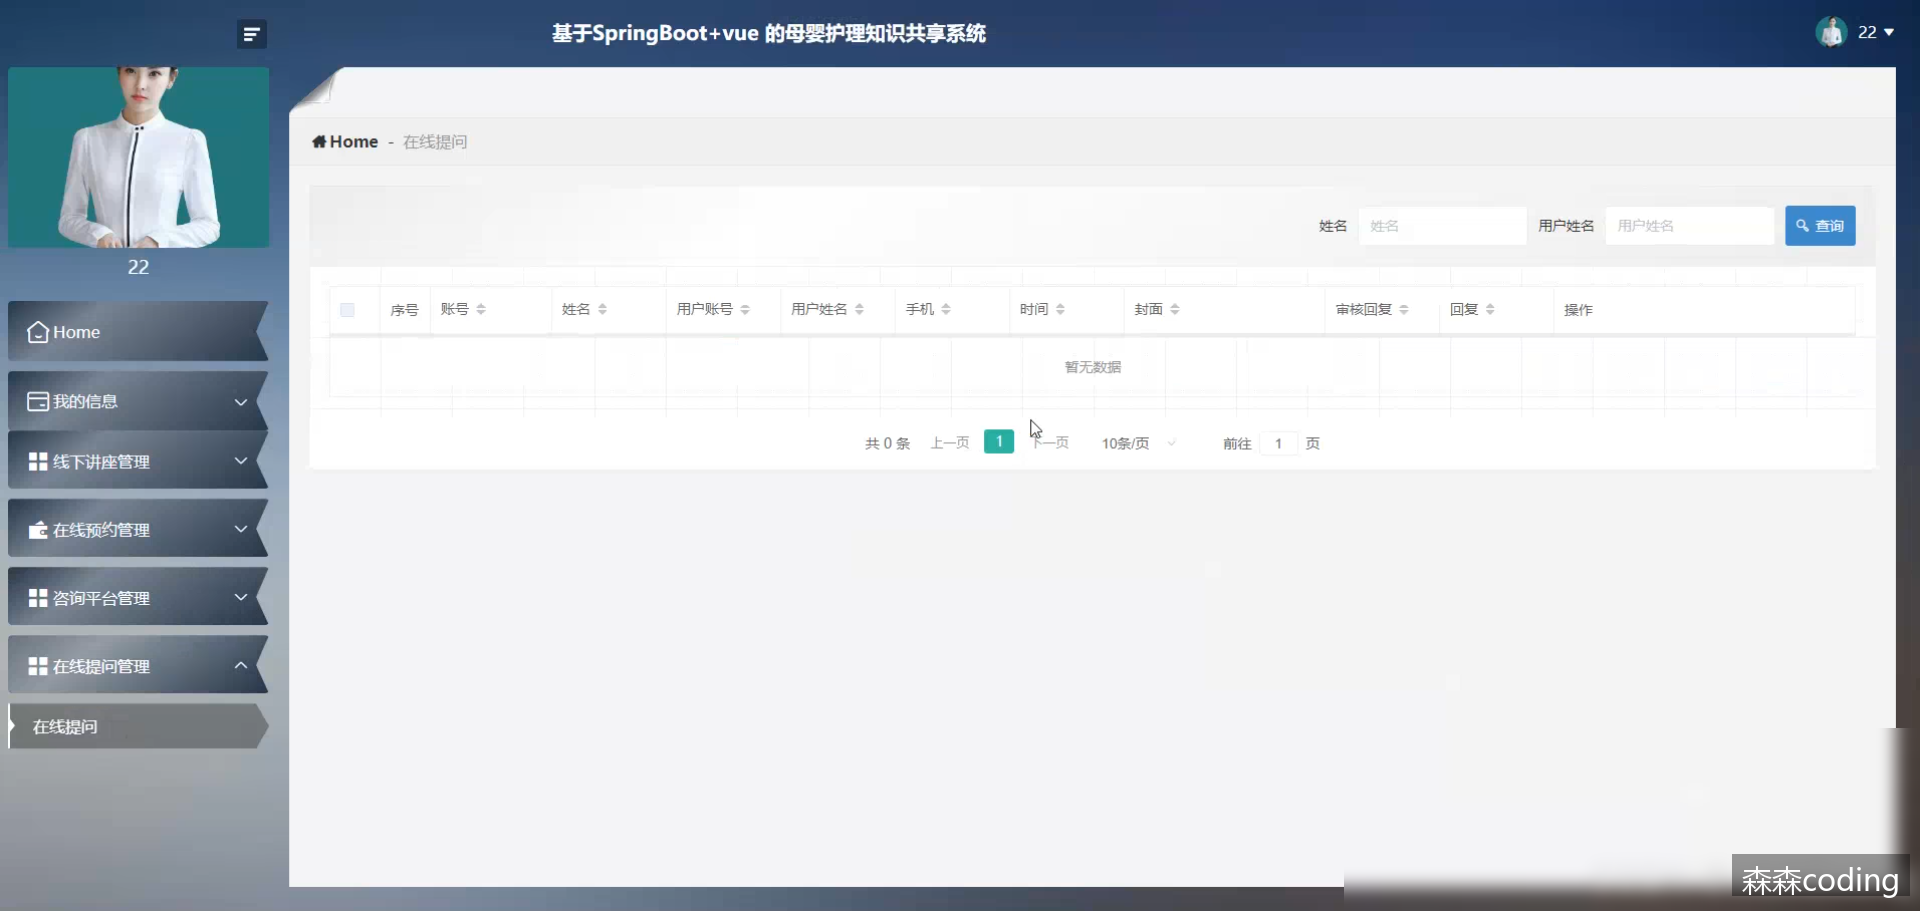 基于SpringBoot+vue 的母婴护理知识共享系统
22
22
Home
我的信息
线下讲座管理
在线预约管理
咨询平台管理
在线提问管理
在线提问
Home - 在线提问
姓名 姓名 用户姓名 用户姓名 查询
序号 账号 姓名 用户账号 用户姓名 手机 时间 封面 审核回复 回复 操作
暂无数据
共 0 条 上一页 1 下一页 10条/页 前往 1 页
森森coding